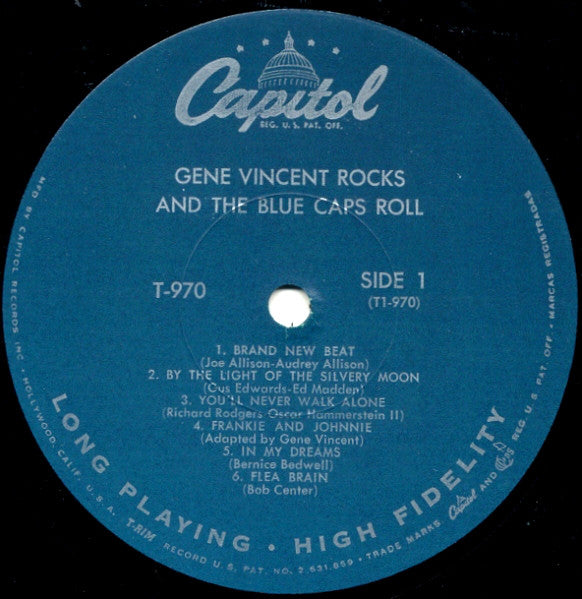 Capitol
REG. U. S. PAT. OFF.
GENE VINCENT ROCKS
AND THE BLUE CAPS ROLL
T-970
SIDE 1
(T1-970)
1. BRAND NEW BEAT
(Joe Allison-Audrey Allison)
2. BY THE LIGHT OF THE SILVERY MOON
(Gus Edwards-Ed Madden)
3. YOU'LL NEVER WALK ALONE
(Richard Rodgers-Oscar Hammerstein II)
4. FRANKIE AND JOHNNIE
(Adapted by Gene Vincent)
5. IN MY DREAMS
(Bernice Bedwell)
6. FLEA BRAIN
(Bob Center)
LONG PLAYING • HIGH FIDELITY
MFD. BY CAPITOL RECORDS INC. • HOLLYWOOD, CALIF. U. S. A. T-RIM RECORD U. S. PAT. NO. 2,631,859 • TRADE MARKS Capitol AND REG. U. S. PAT. OFF. • MARCAS REGISTRADAS